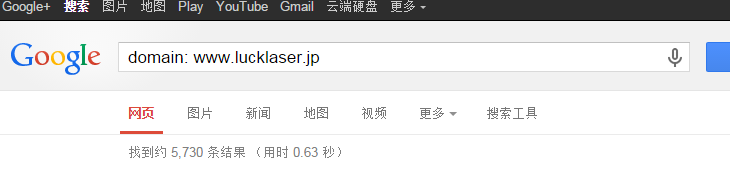 Google+ 搜索 图片 地图 Play YouTube Gmail 云端硬盘 更多
Google domain: www.lucklaser.jp
网页 图片 新闻 地图 视频 更多 搜索工具
找到约 5,730 条结果 （用时 0.63 秒）